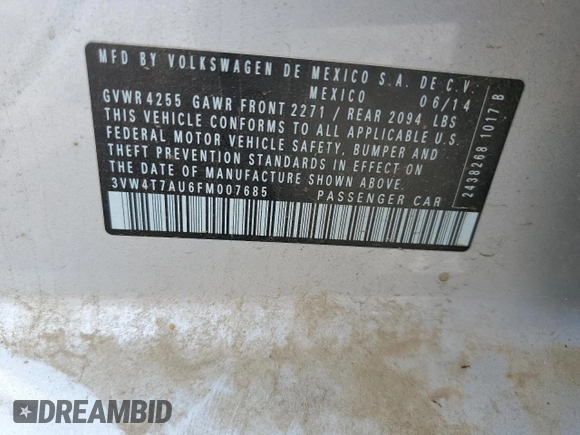 MFD BY VOLKSWAGEN DE MEXICO S.A. DE C.V.
MEXICO 06/14
GVWR 4255 GAWR FRONT 2271 / REAR 2094 LBS
THIS VEHICLE CONFORMS TO ALL APPLICABLE U.S.
FEDERAL MOTOR VEHICLE SAFETY, BUMPER AND
THEFT PREVENTION STANDARDS IN EFFECT ON
THE DATE OF MANUFACTURE SHOWN ABOVE.
3VW4T7AU6FM007685 PASSENGER CAR
2438268 1017 B
DREAMBID